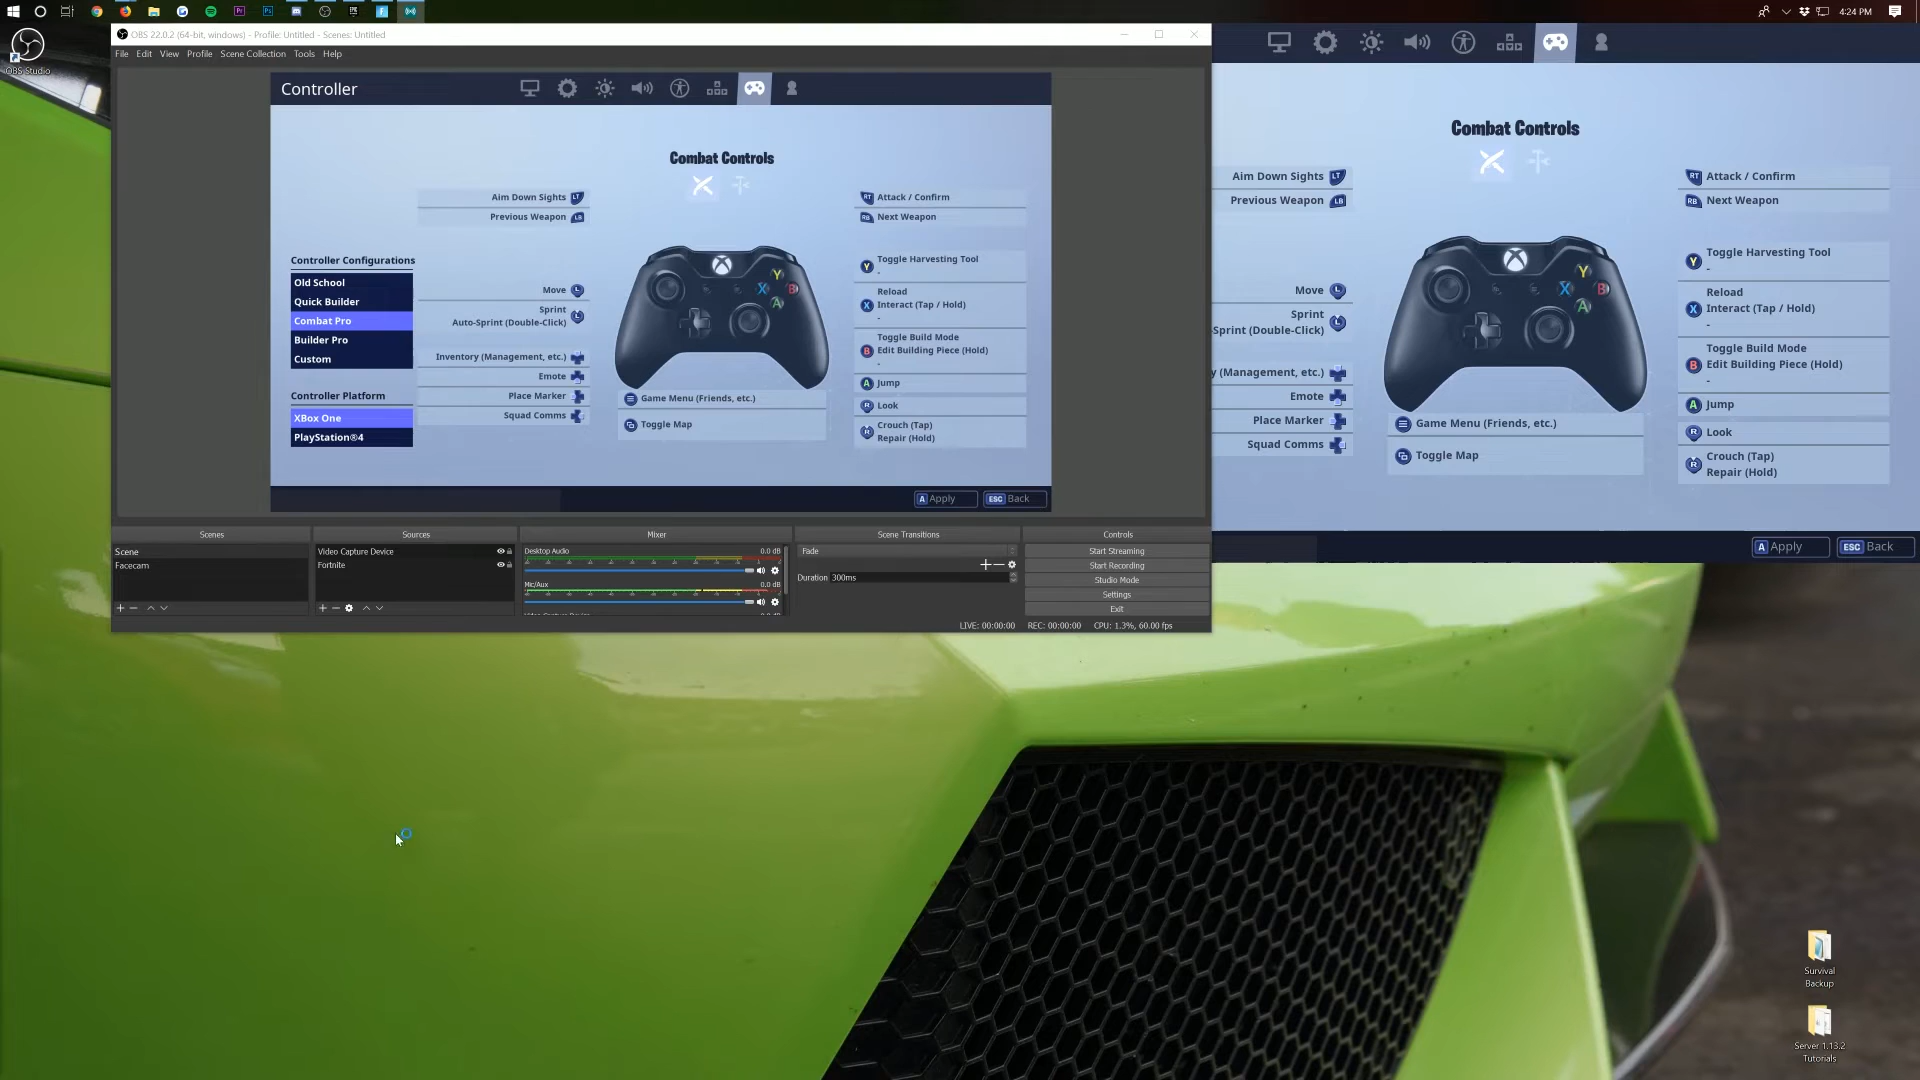 4:24 PM
OBS Studio
OBS 22.0.2 (64-bit, windows) - Profile: Untitled - Scenes: Untitled
File Edit View Profile Scene Collection Tools Help
Controller
Combat Controls
Aim Down Sights LT
Previous Weapon LB
RT Attack / Confirm
RB Next Weapon
Controller Configurations
Old School
Quick Builder
Combat Pro
Builder Pro
Custom
Controller Platform
XBox One
PlayStation®4
Move L
Sprint
Auto-Sprint (Double-Click)
Inventory (Management, etc.)
Emote
Place Marker
Squad Comms
Y
X B
A
Game Menu (Friends, etc.)
Toggle Map
Y Toggle Harvesting Tool
-
Reload
X Interact (Tap / Hold)
-
Toggle Build Mode
B Edit Building Piece (Hold)
-
A Jump
R Look
Crouch (Tap)
R Repair (Hold)
A Apply ESC Back
Scenes
Scene
Facecam
Sources
Video Capture Device
Fortnite
Mixer
Desktop Audio 0.0 dB
Mic/Aux 0.0 dB
Scene Transitions
Fade
Duration 300ms
Controls
Start Streaming
Start Recording
Studio Mode
Settings
Exit
LIVE: 00:00:00 REC: 00:00:00 CPU: 1.3%, 60.00 fps
Combat Controls
Aim Down Sights LT
Previous Weapon LB
RT Attack / Confirm
RB Next Weapon
Move L
Sprint
-Sprint (Double-Click)
y (Management, etc.)
Emote
Place Marker
Squad Comms
Y
X B
A
Game Menu (Friends, etc.)
Toggle Map
Y Toggle Harvesting Tool
-
Reload
X Interact (Tap / Hold)
-
Toggle Build Mode
B Edit Building Piece (Hold)
-
A Jump
R Look
Crouch (Tap)
R Repair (Hold)
A Apply ESC Back
Survival
Backup
Server 1.13.2
Tutorials